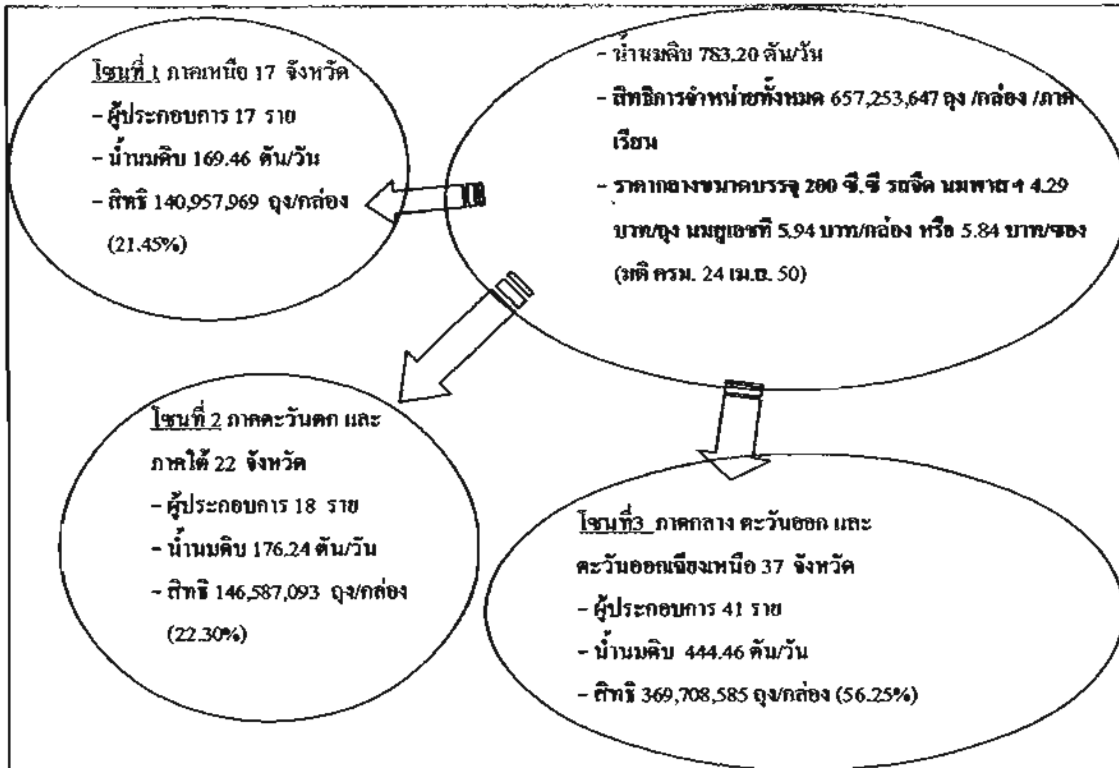 โซนที่ 1 ภาคเหนือ 17 จังหวัด
- ผู้ประกอบการ 17 ราย
- น้ำนมดิบ 169.46 ตัน/วัน
- สิทธิ 140,957,969 ถุง/กล่อง
(21.45%)
- น้ำนมดิบ 783.20 ตัน/วัน
- สิทธิการจำหน่ายทั้งหมด 657,253,647 ถุง /กล่อง /ภาค
เรียน
- ราคากลางขนาดบรรจุ 200 ซี.ซี รสจืด นมพาสฯ 4.29
บาท/ถุง นมยูเอชที 5.94 บาท/กล่อง หรือ 5.84 บาท/ซอง
(มติ ครม. 24 เม.ย. 50)
โซนที่ 2 ภาคตะวันตก และ
ภาคใต้ 22 จังหวัด
- ผู้ประกอบการ 18 ราย
- น้ำนมดิบ 176.24 ตัน/วัน
- สิทธิ 146,587,093 ถุง/กล่อง
(22.30%)
โซนที่3 ภาคกลาง ตะวันออก และ
ตะวันออกเฉียงเหนือ 37 จังหวัด
- ผู้ประกอบการ 41 ราย
- น้ำนมดิบ 444.46 ตัน/วัน
- สิทธิ 369,708,585 ถุง/กล่อง (56.25%)